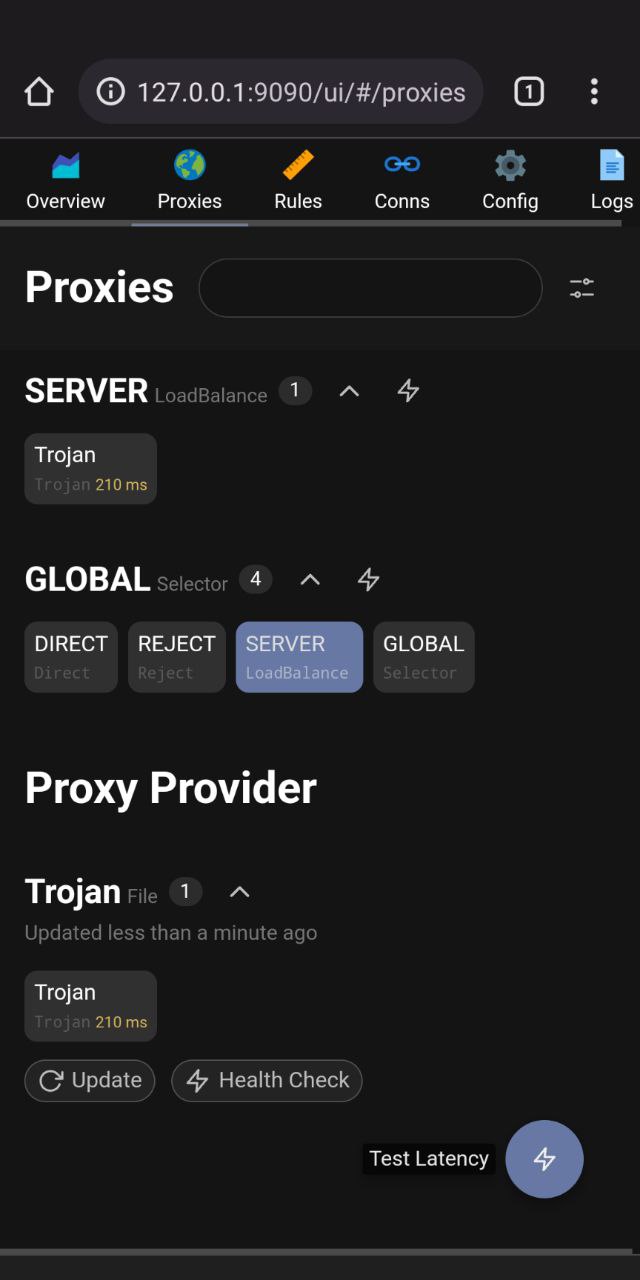 127.0.0.1:9090/ui/#/proxies 1
Overview Proxies Rules Conns Config Logs
Proxies
SERVER LoadBalance 1
Trojan
Trojan 210 ms
GLOBAL Selector 4
DIRECT REJECT SERVER GLOBAL
Direct Reject LoadBalance Selector
Proxy Provider
Trojan File 1
Updated less than a minute ago
Trojan
Trojan 210 ms
Update Health Check
Test Latency